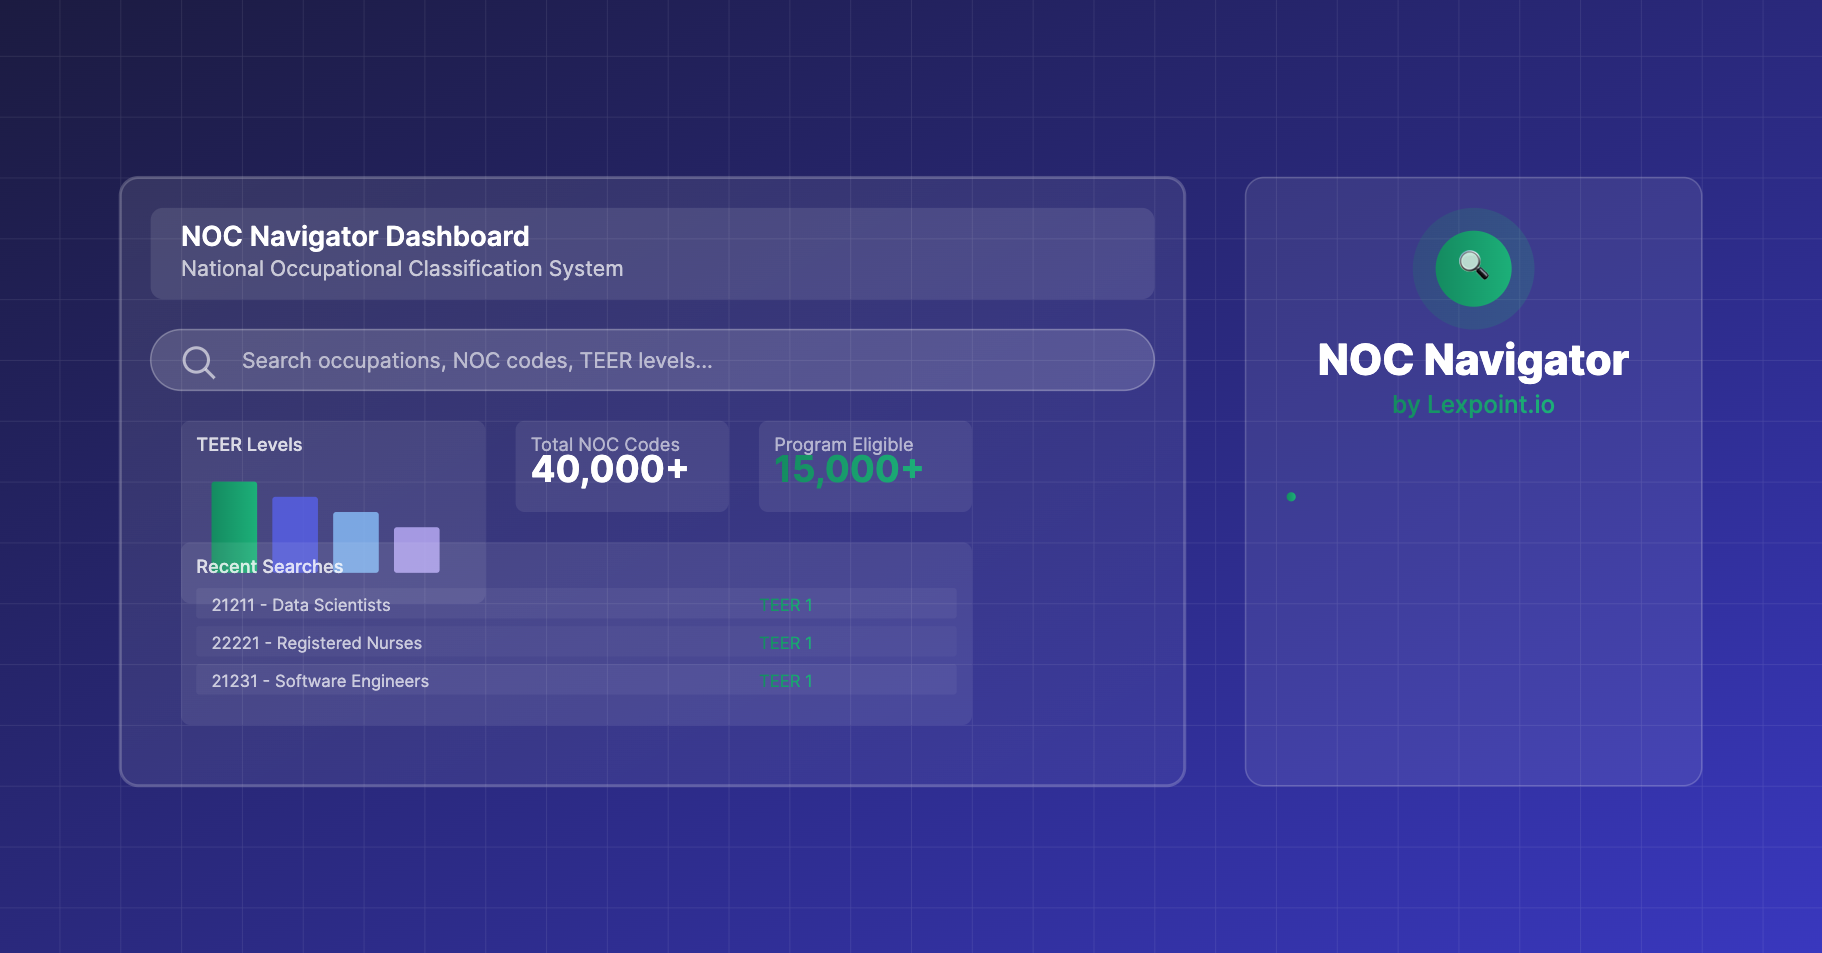 NOC Navigator Dashboard
National Occupational Classification System
Search occupations, NOC codes, TEER levels...
TEER Levels
Total NOC Codes
40,000+
Program Eligible
15,000+
Recent Searches
21211 - Data Scientists TEER 1
22221 - Registered Nurses TEER 1
21231 - Software Engineers TEER 1
NOC Navigator
by Lexpoint.io